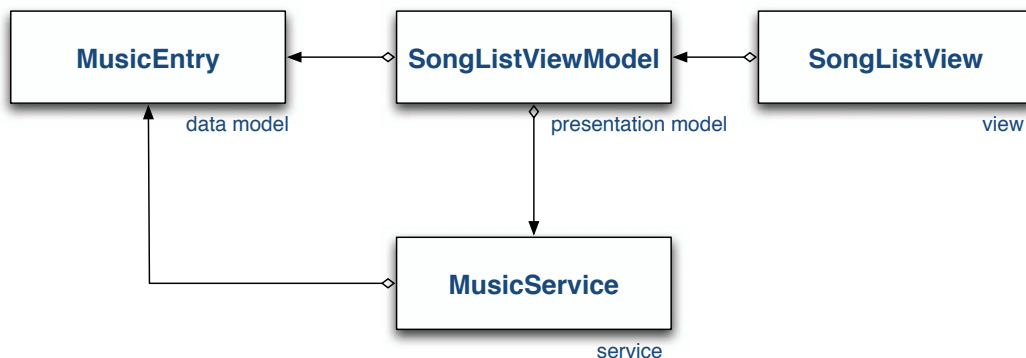 MusicEntry
SongListViewModel
SongListView
data model
presentation model
view
MusicService
service